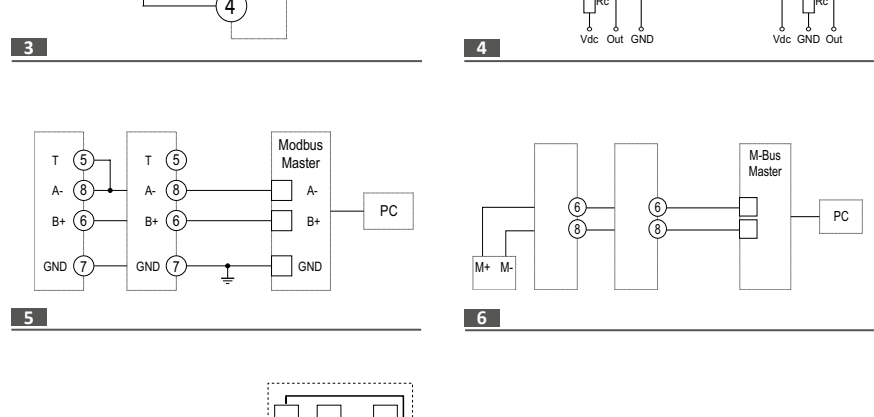 4
Rc
Rc
Vdc Out GND
Vdc GND Out
3
4
Modbus
Master
T 5
T 5
A- 8
A- 8
A-
B+ 6
B+ 6
B+
GND 7
GND 7
GND
PC
M-Bus
Master
6
6
8
8
PC
M+ M-
5
6